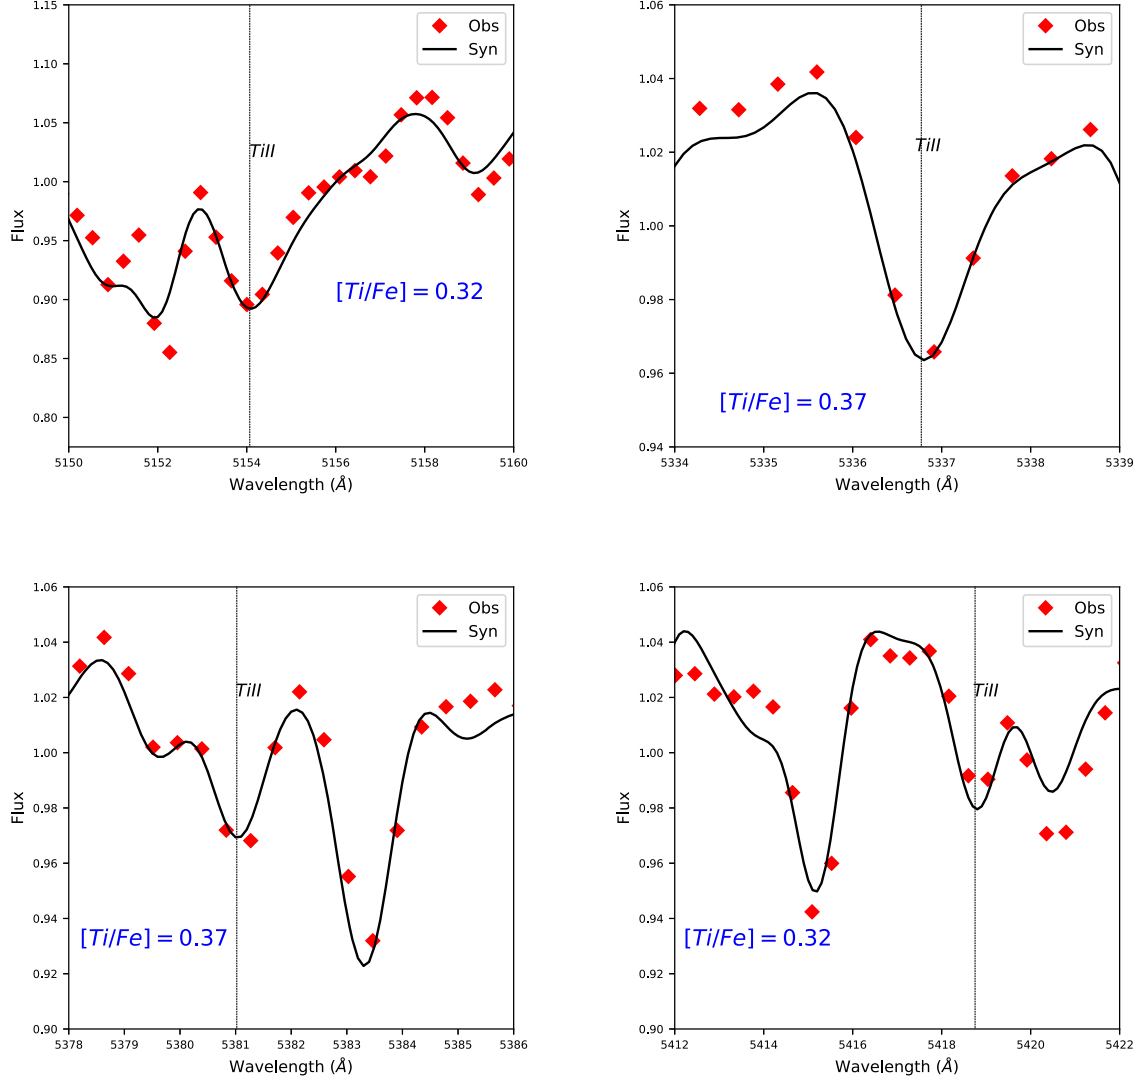 1.15
1.10
1.05
1.00
0.95
0.90
0.85
0.80
Flux
Obs
Syn
TiII
[Ti/Fe] = 0.32
5150 5152 5154 5156 5158 5160
Wavelength (Å)
1.06
1.04
1.02
1.00
0.98
0.96
0.94
Flux
Obs
Syn
TiII
[Ti/Fe] = 0.37
5334 5335 5336 5337 5338 5339
Wavelength (Å)
1.06
1.04
1.02
1.00
0.98
0.96
0.94
0.92
0.90
Flux
Obs
Syn
TiII
[Ti/Fe] = 0.37
5378 5379 5380 5381 5382 5383 5384 5385 5386
Wavelength (Å)
1.06
1.04
1.02
1.00
0.98
0.96
0.94
0.92
0.90
Flux
Obs
Syn
TiII
[Ti/Fe] = 0.32
5412 5414 5416 5418 5420 5422
Wavelength (Å)